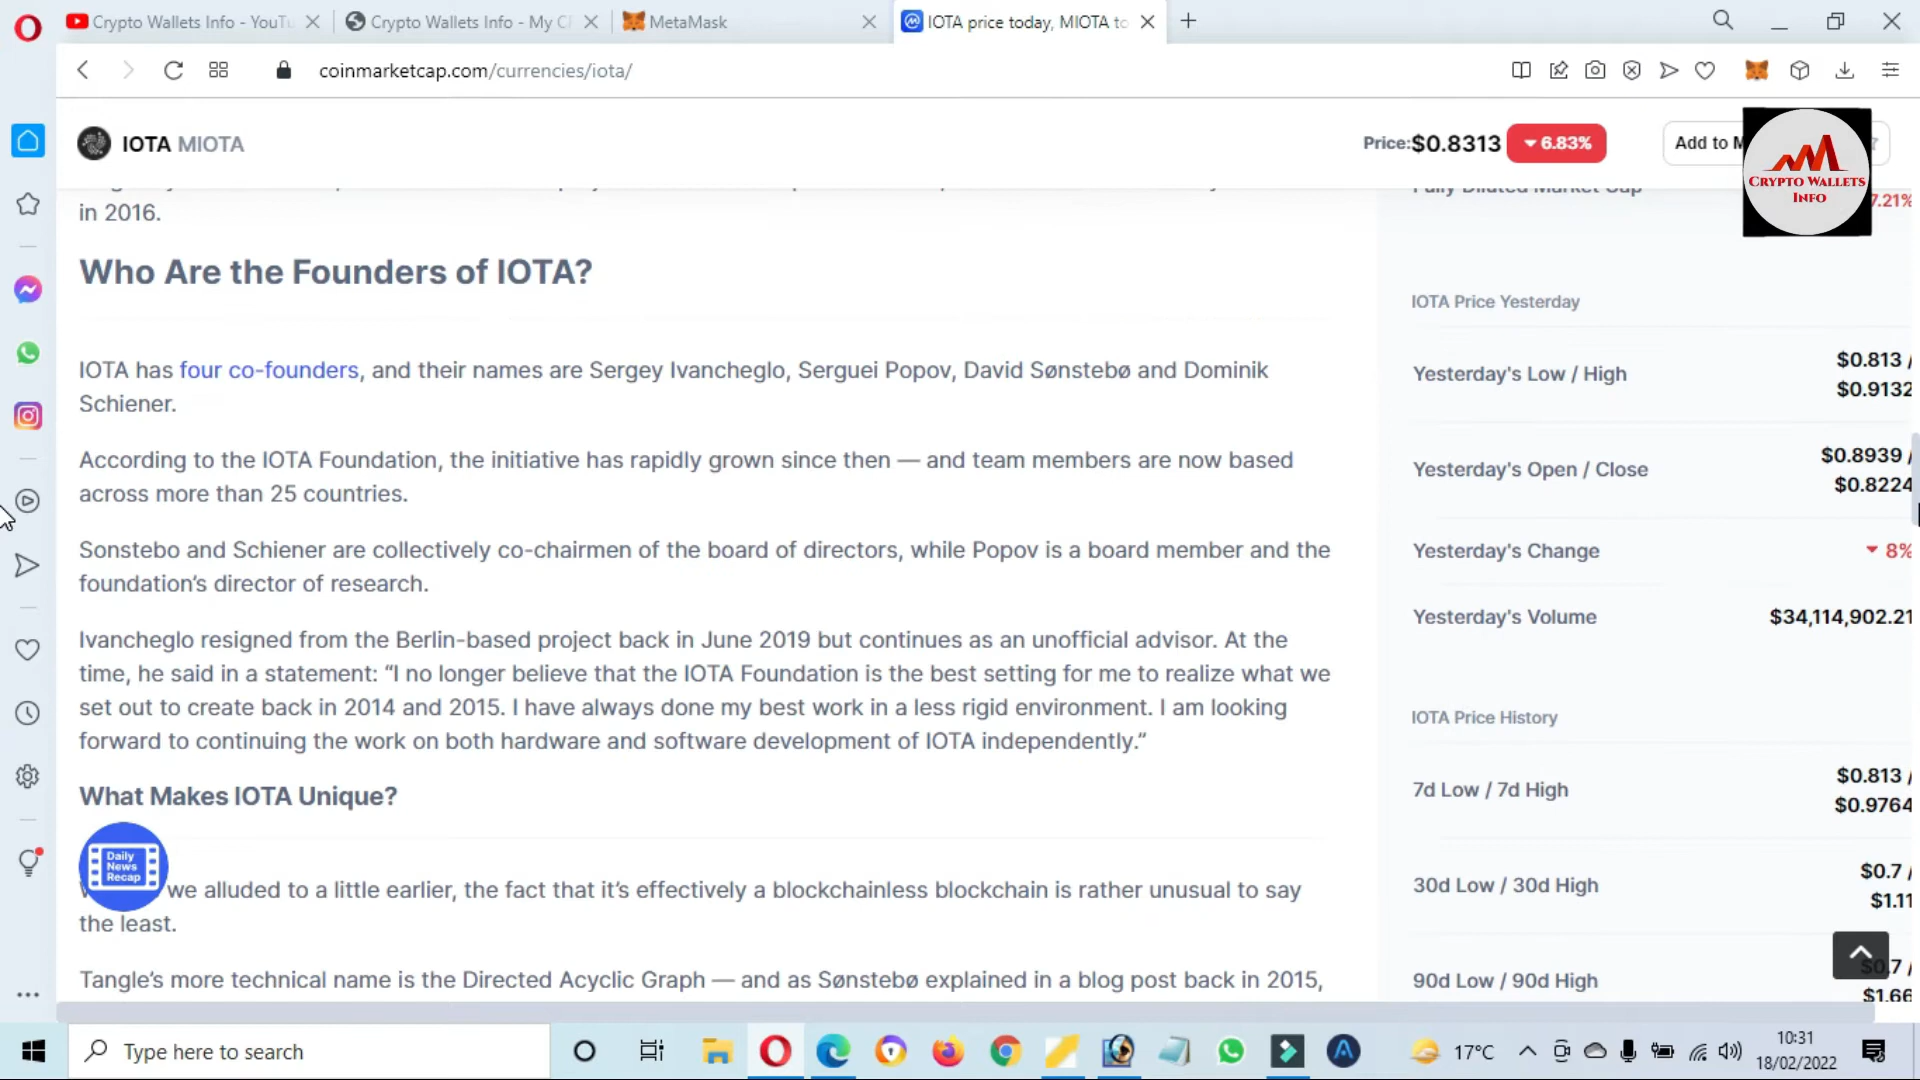 Crypto Wallets Info - YouTu
Crypto Wallets Info - My C
MetaMask
IOTA price today, MIOTA to
coinmarketcap.com/currencies/iota/
IOTA MIOTA
Price:$0.8313
6.83%
Add to M
CRYPTO WALLETS
INFO
in 2016.
Fully Diluted Market Cap
7.21%
Who Are the Founders of IOTA?
IOTA has four co-founders, and their names are Sergey Ivancheglo, Serguei Popov, David Sønstebø and Dominik
Schiener.
According to the IOTA Foundation, the initiative has rapidly grown since then — and team members are now based
across more than 25 countries.
Sonstebo and Schiener are collectively co-chairmen of the board of directors, while Popov is a board member and the
foundation’s director of research.
Ivancheglo resigned from the Berlin-based project back in June 2019 but continues as an unofficial advisor. At the
time, he said in a statement: “I no longer believe that the IOTA Foundation is the best setting for me to realize what we
set out to create back in 2014 and 2015. I have always done my best work in a less rigid environment. I am looking
forward to continuing the work on both hardware and software development of IOTA independently.”
What Makes IOTA Unique?
Daily
News
Recap
we alluded to a little earlier, the fact that it’s effectively a blockchainless blockchain is rather unusual to say
the least.
Tangle’s more technical name is the Directed Acyclic Graph — and as Sønstebø explained in a blog post back in 2015,
IOTA Price Yesterday
Yesterday's Low / High
$0.813 /
$0.9132
Yesterday's Open / Close
$0.8939 /
$0.8224
Yesterday's Change
8%
Yesterday's Volume
$34,114,902.21
IOTA Price History
7d Low / 7d High
$0.813 /
$0.9764
30d Low / 30d High
$0.7 /
$1.11
90d Low / 90d High
$0.7 /
$1.66
Type here to search
17°C
10:31
18/02/2022